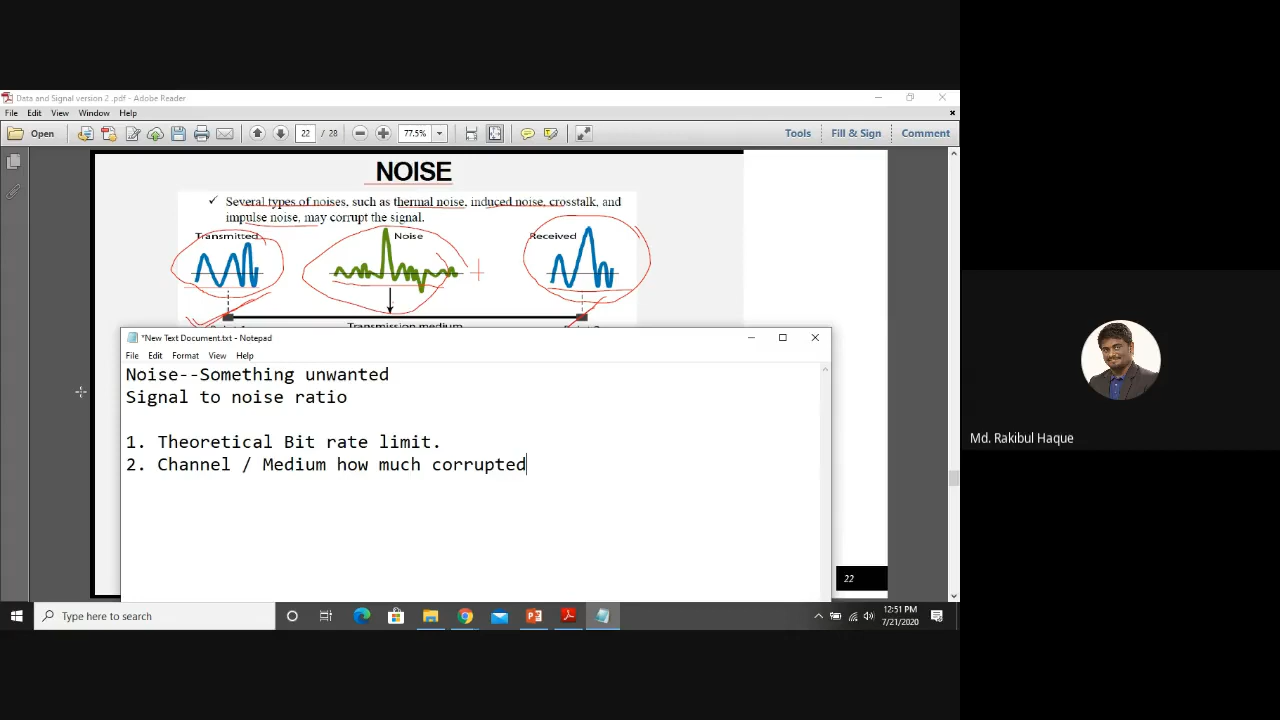 Data and Signal version 2 .pdf - Adobe Reader
File Edit View Window Help
Open 22 / 28 77.5% Tools Fill & Sign Comment
NOISE
✓ Several types of noises, such as thermal noise, induced noise, crosstalk, and
impulse noise, may corrupt the signal.
Transmitted Noise Received
Transmission medium
*New Text Document.txt - Notepad
File Edit Format View Help
Noise--Something unwanted
Signal to noise ratio
1. Theoretical Bit rate limit.
2. Channel / Medium how much corrupted
Md. Rakibul Haque
22
Type here to search
12:51 PM
7/21/2020